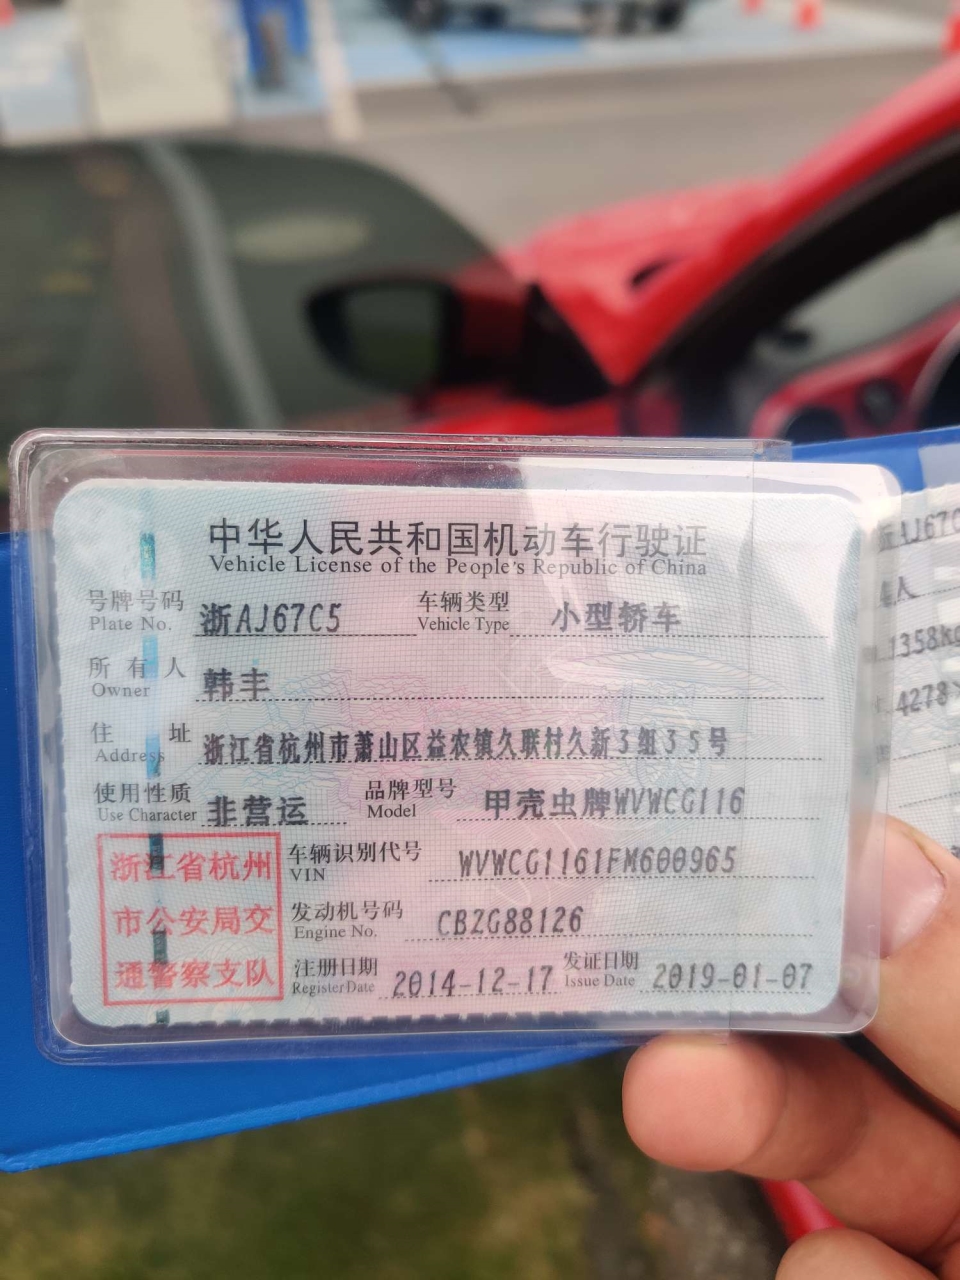 中华人民共和国机动车行驶证
Vehicle License of the People's Republic of China
号牌号码 浙AJ67C5 车辆类型 小型轿车
Plate No. Vehicle Type
所有人 韩丰
Owner
住址 浙江省杭州市萧山区益农镇久联村久新3组35号
Address
使用性质 非营运 品牌型号 甲壳虫牌WVWCG116
Use Character Model
浙江省杭州
市公安局交
通警察支队
车辆识别代号 WVWCG1161FM600965
VIN
发动机号码 CBZG88126
Engine No.
注册日期 2014-12-17 发证日期 2019-01-07
Register Date Issue Date
AJ67C
人
1358kg
4278